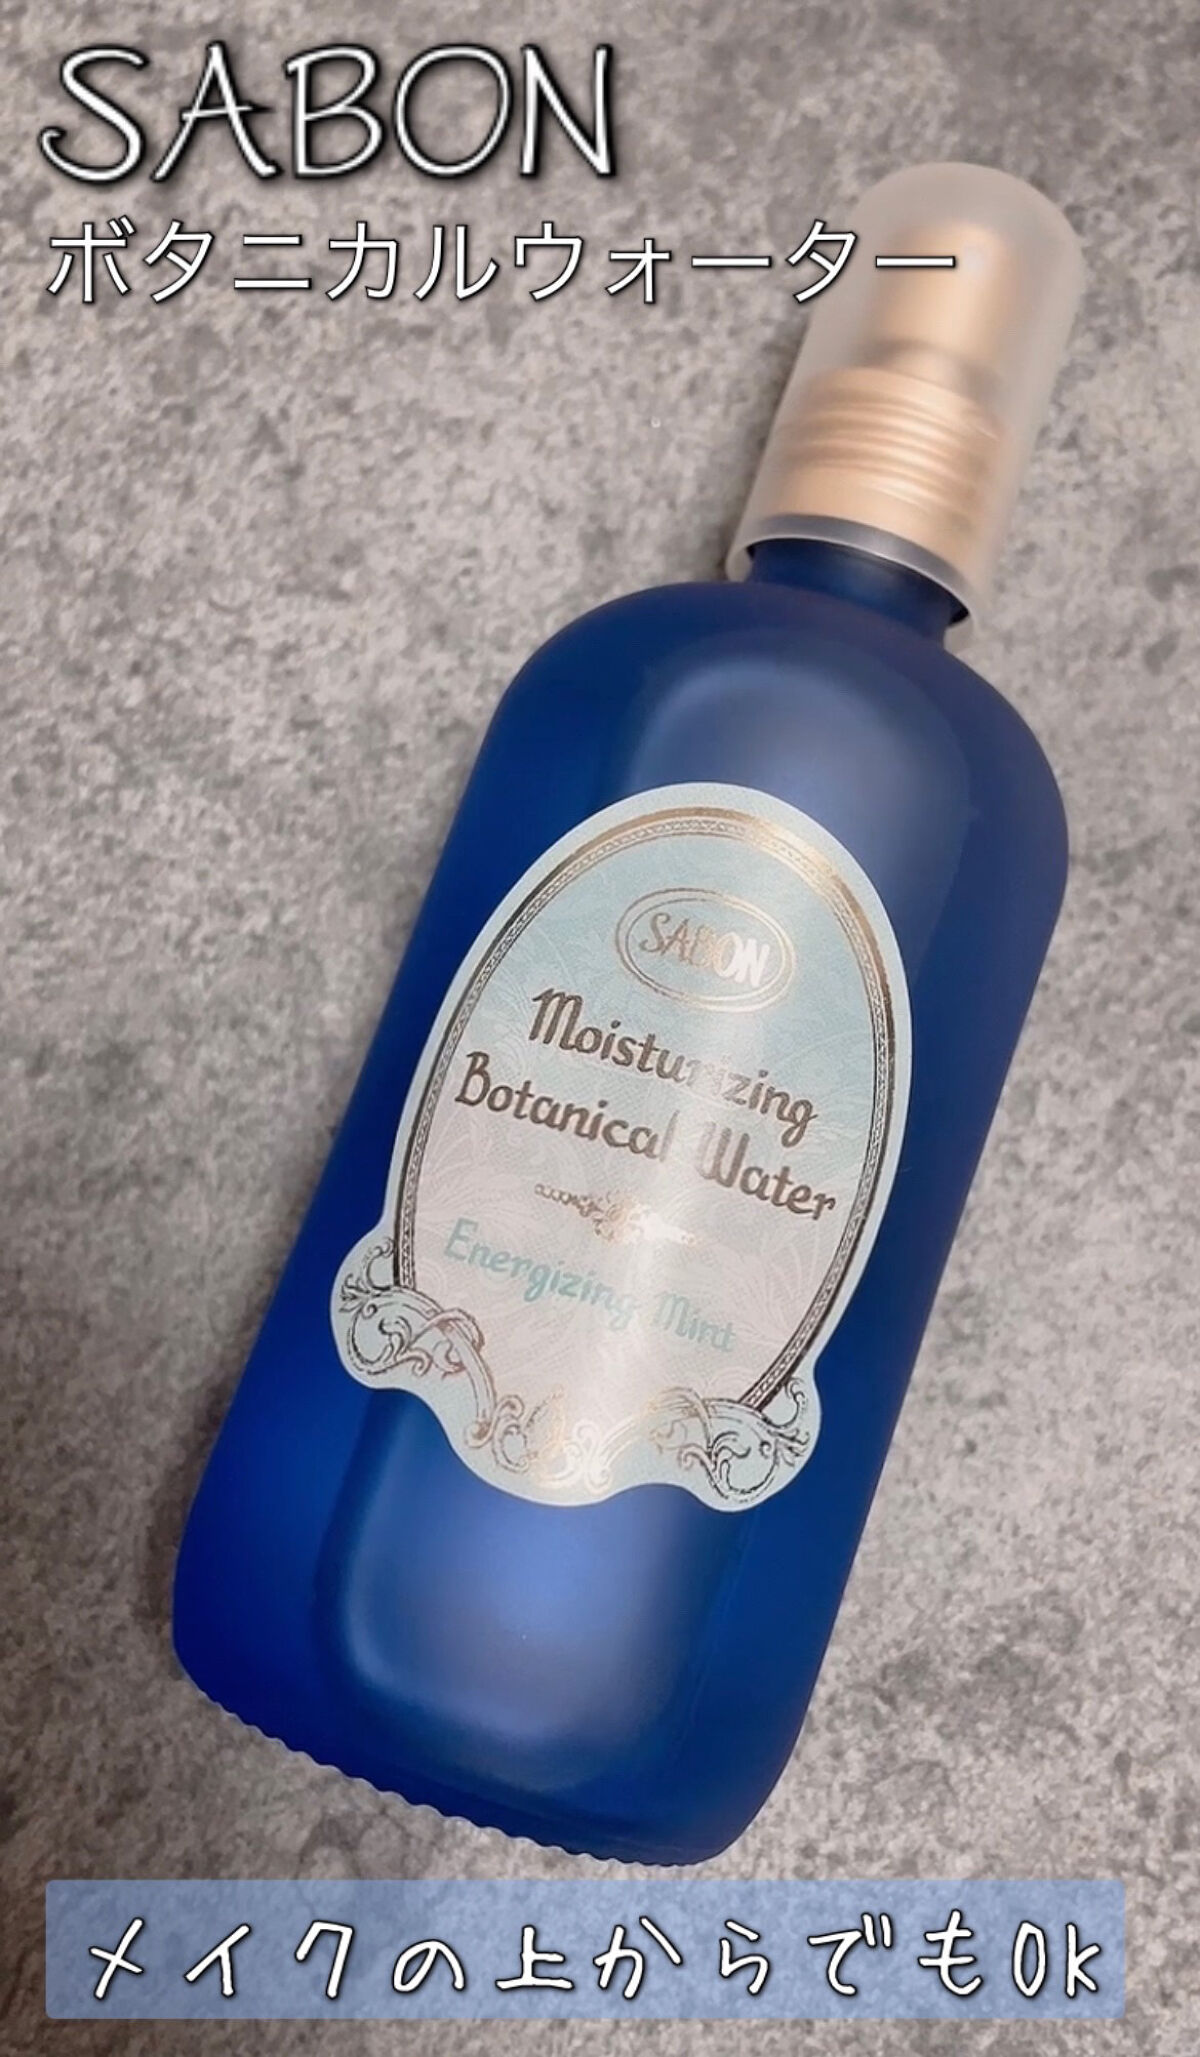 SABON
ボタニカルウォーター
SABON
Moisturizing
Botanical Water
Energizing Mint
メイクの上からでもOk